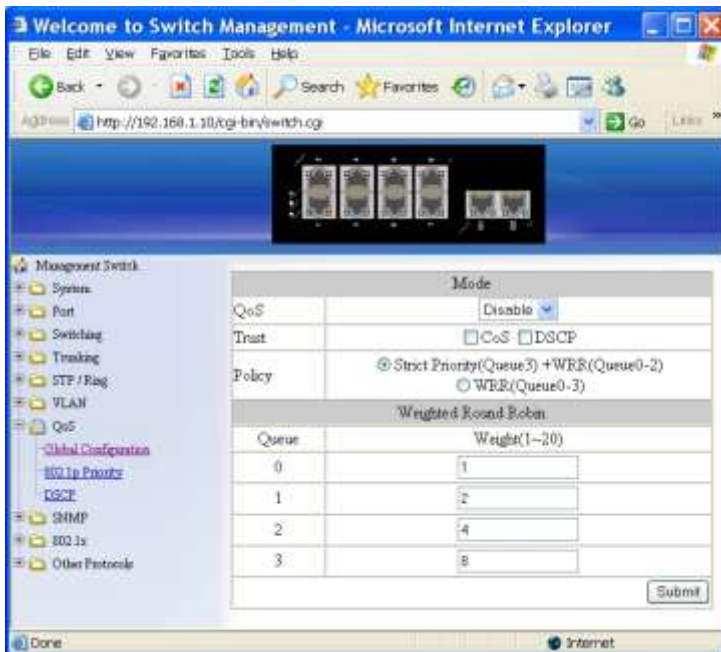 Welcome to Switch Management - Microsoft Internet Explorer
File Edit View Favorites Tools Help
Back Search Favorites
Address http://192.168.1.10/cgi-bin/switch.cgi Go Links »
Management Switch
System
Port
Switching
Trunking
STP / Ring
VLAN
QoS
Global Configuration
802.1p Priority
DSCP
SNMP
802.1x
Other Protocols
Mode
QoS Disable
Trust CoS DSCP
Policy Strict Priority(Queue3) +WRR(Queue0-2)
WRR(Queue0-3)
Weighted Round Robin
Queue Weight(1~20)
0 1
1 2
2 4
3 8
Submit
Done Internet